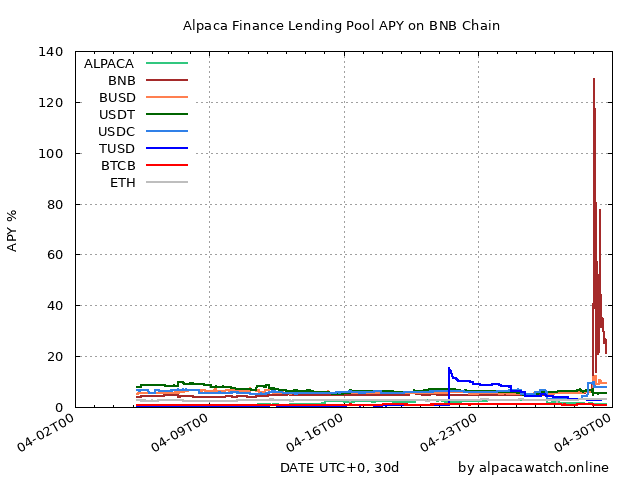 Alpaca Finance Lending Pool APY on BNB Chain
140
120
100
80
60
40
20
0
APY %
ALPACA
BNB
BUSD
USDT
USDC
TUSD
BTCB
ETH
04-02T00
04-09T00
04-16T00
04-23T00
04-30T00
DATE UTC+0, 30d
by alpacawatch.online